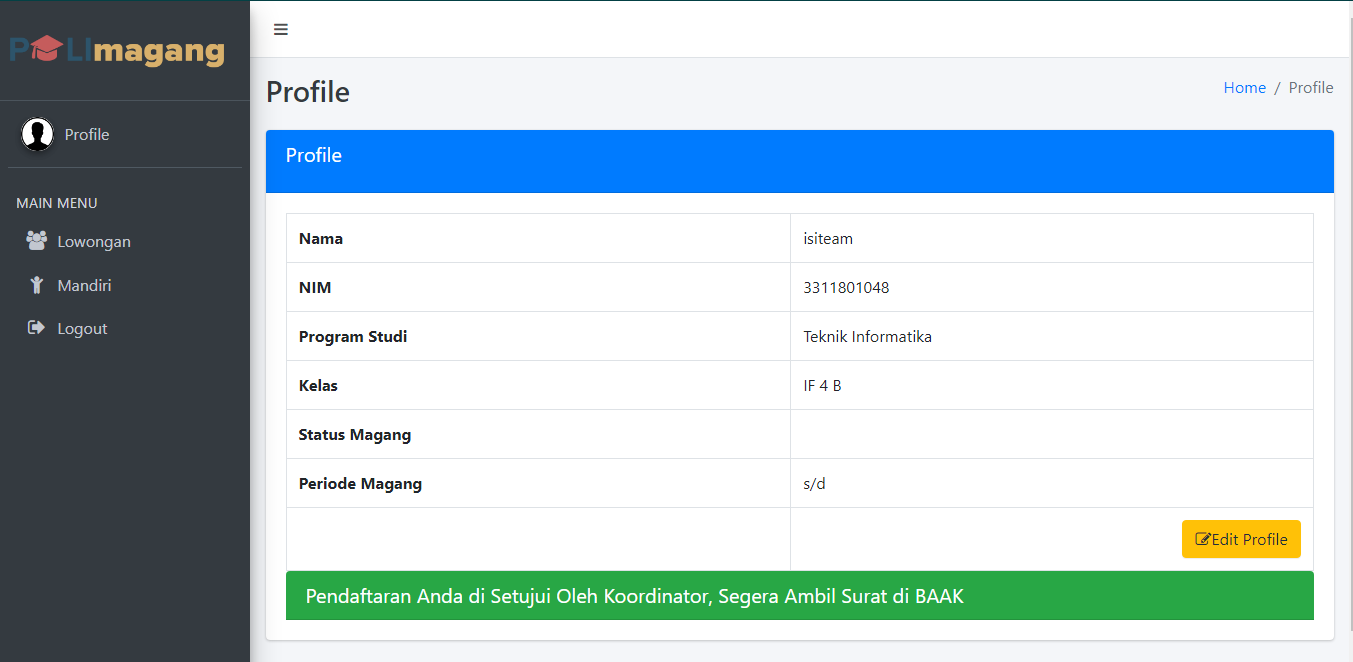 POLImagang
Profile
MAIN MENU
Lowongan
Mandiri
Logout
Profile
Home / Profile
Profile
Nama isiteam
NIM 3311801048
Program Studi Teknik Informatika
Kelas IF 4 B
Status Magang
Periode Magang s/d
Edit Profile
Pendaftaran Anda di Setujui Oleh Koordinator, Segera Ambil Surat di BAAK